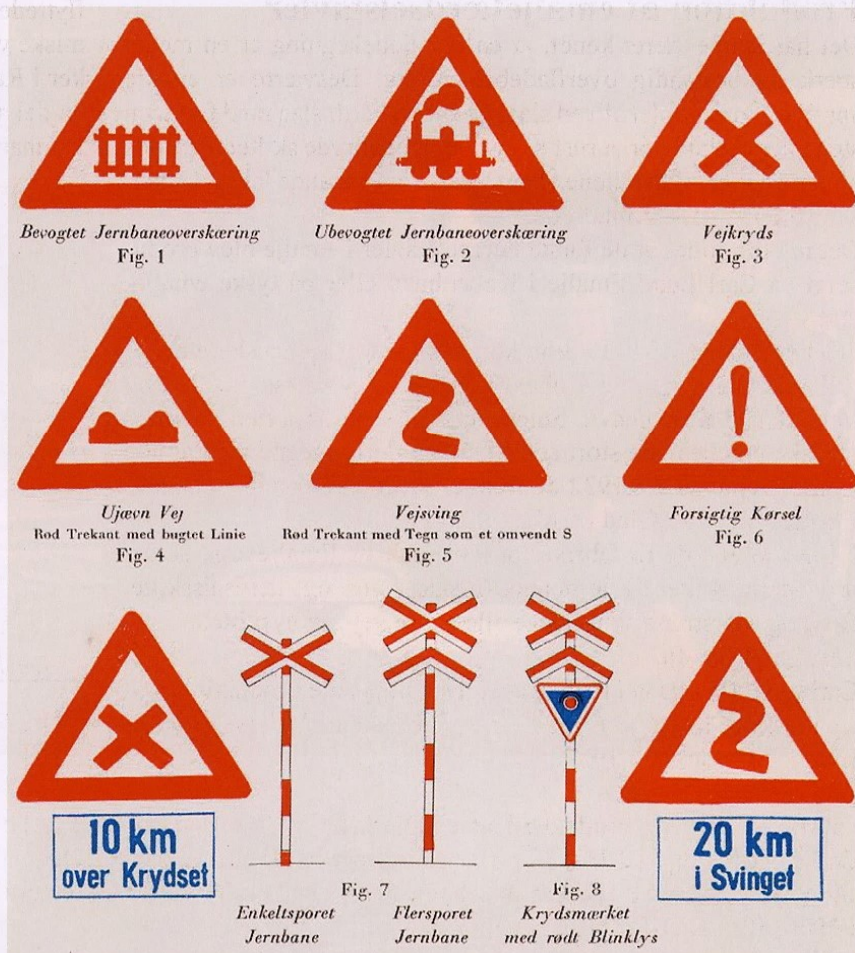 Bevogtet Jernbaneoverskæring
Fig. 1
Ubevogtet Jernbaneoverskæring
Fig. 2
Vejkryds
Fig. 3
Ujævn Vej
Rød Trekant med bugtet Linie
Fig. 4
Vejsving
Rød Trekant med Tegn som et omvendt S
Fig. 5
Forsigtig Kørsel
Fig. 6
10 km
over Krydset
Fig. 7
Enkeltsporet
Jernbane
Flersporet
Jernbane
Fig. 8
Krydsmærket
med rødt Blinklys
20 km
i Svinget